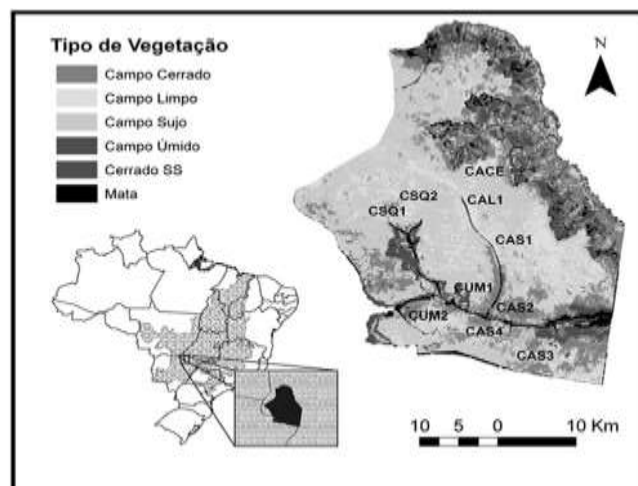 Tipo de Vegetação
Campo Cerrado
Campo Limpo
Campo Sujo
Campo Úmido
Cerrado SS
Mata
N
CACE
CSQ2
CAL1
CSQ1
CAS1
CUM1
CAS2
CUM2
CAS4
CAS3
10 5 0 10 Km